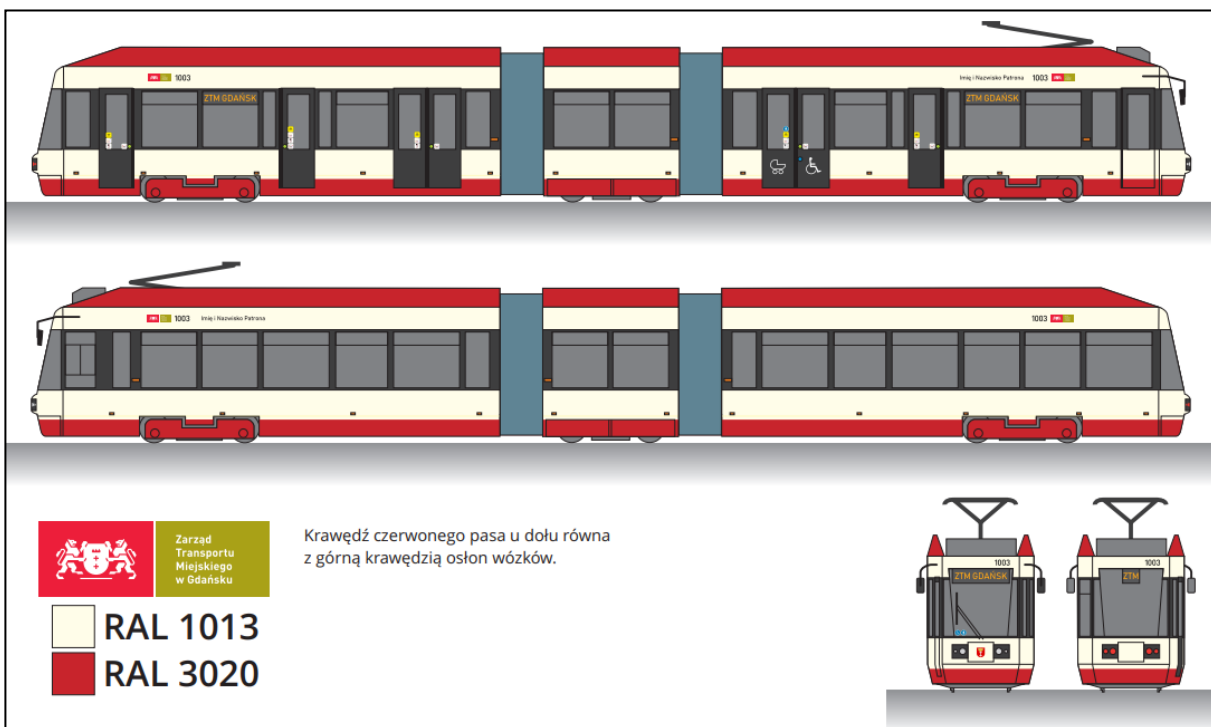 1003
ZTM GDAŃSK
Imię i Nazwisko Patrona 1003
ZTM GDAŃSK
1003 Imię i Nazwisko Patrona
1003
Zarząd
Transportu
Miejskiego
w Gdańsku
Krawędź czerwonego pasa u dołu równa
z górną krawędzią osłon wózków.
RAL 1013
RAL 3020
1003
ZTM GDAŃSK
1003
ZTM